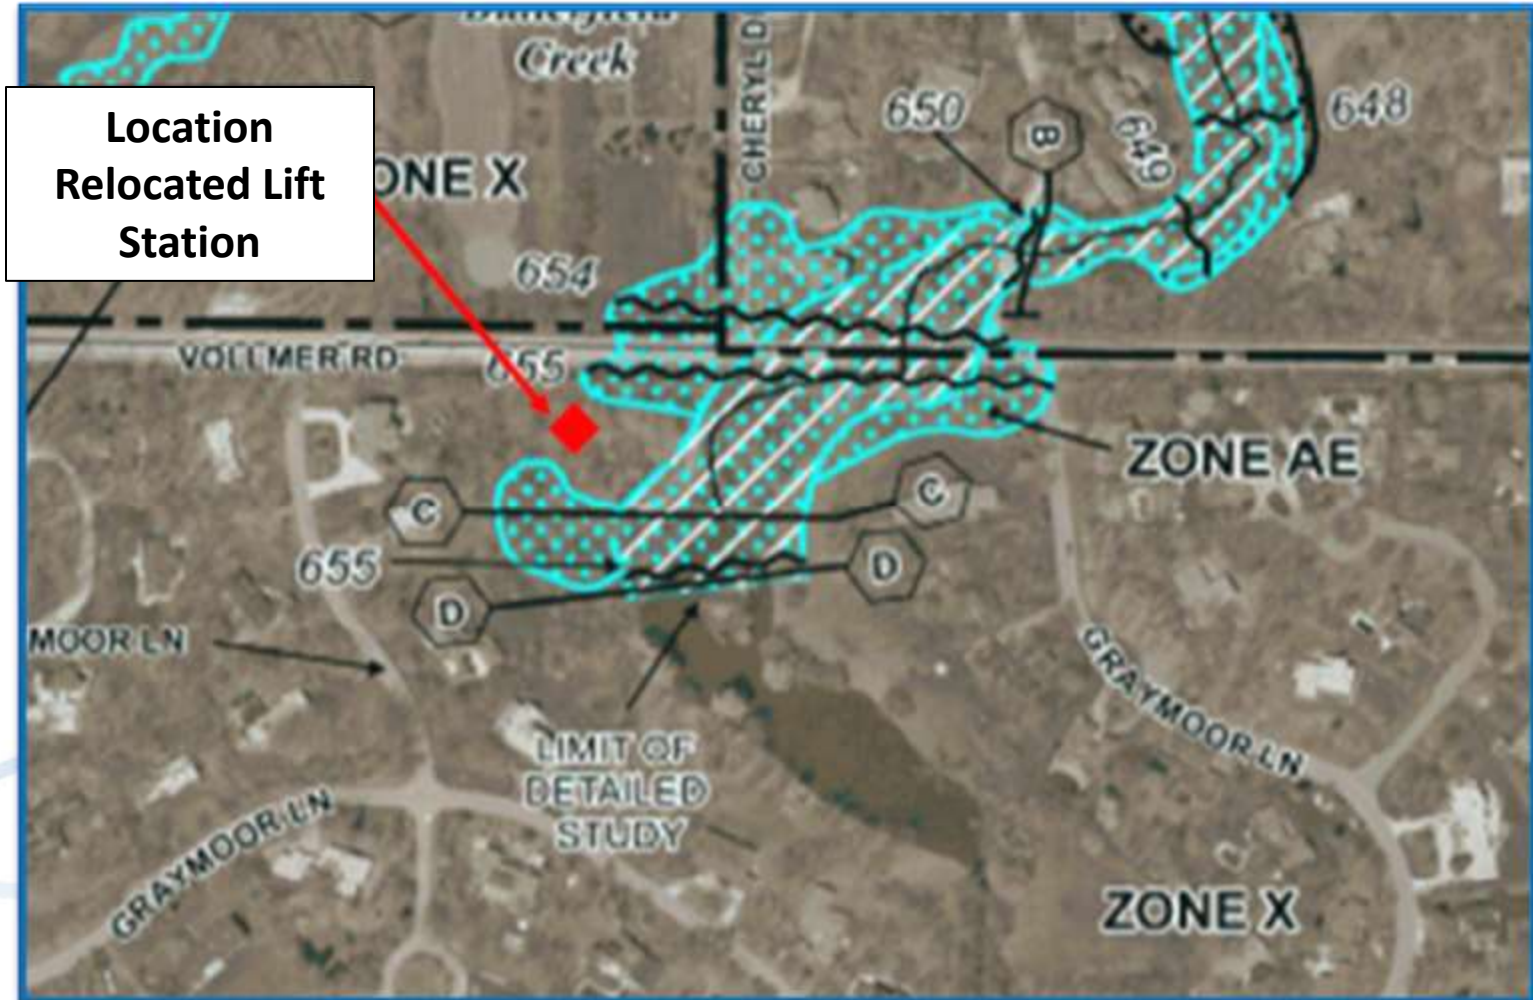 Creek
CHERYL D
650
B
649
648
Location
Relocated Lift
Station
ONE X
654
VOLLMER RD
655
ZONE AE
C
C
655
D
D
MOOR LN
GRAYMOOR LN
LIMIT OF
DETAILED
STUDY
GRAYMOOR LN
ZONE X